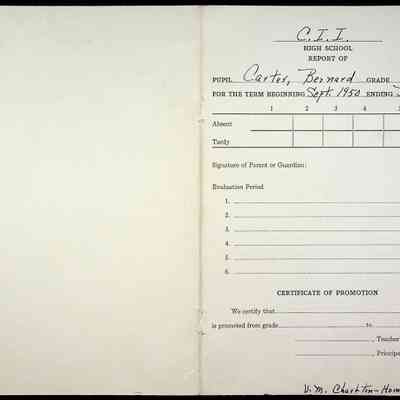 C.I.I.
HIGH SCHOOL
REPORT OF
PUPIL Carter, Bernard GRADE
FOR THE TERM BEGINNING Sept. 1950 ENDING
1 2 3 4
Absent
Tardy
Signature of Parent or Guardian:
Evaluation Period
1.
2.
3.
4.
5.
6.
CERTIFICATE OF PROMOTION
We certify that
is promoted from grade to
, Teacher
, Principa
V.M. Charlton-Hom